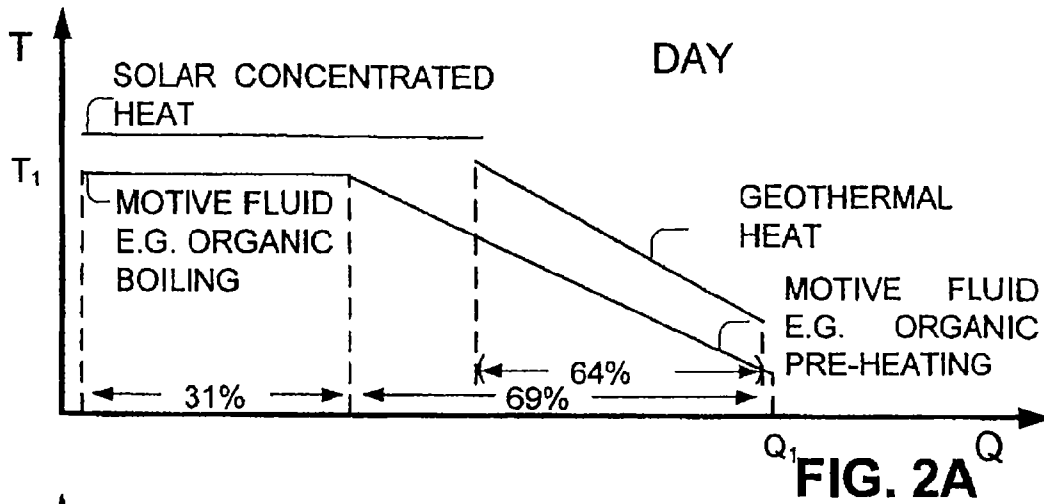 T
DAY
SOLAR CONCENTRATED
HEAT
T1
MOTIVE FLUID
E.G. ORGANIC
BOILING
GEOTHERMAL
HEAT
MOTIVE FLUID
E.G. ORGANIC
PRE-HEATING
64%
31%
69%
Q1
Q
FIG. 2A